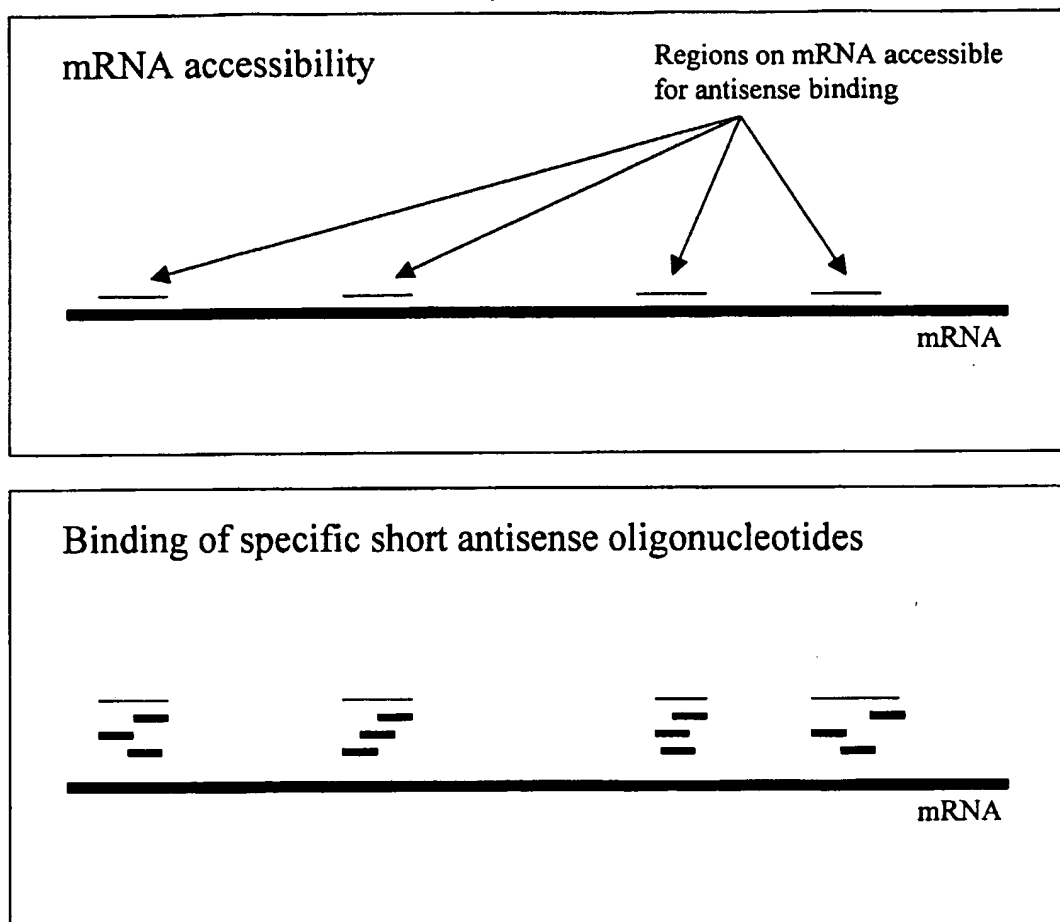 mRNA accessibility
Regions on mRNA accessible
for antisense binding
mRNA
Binding of specific short antisense oligonucleotides
mRNA